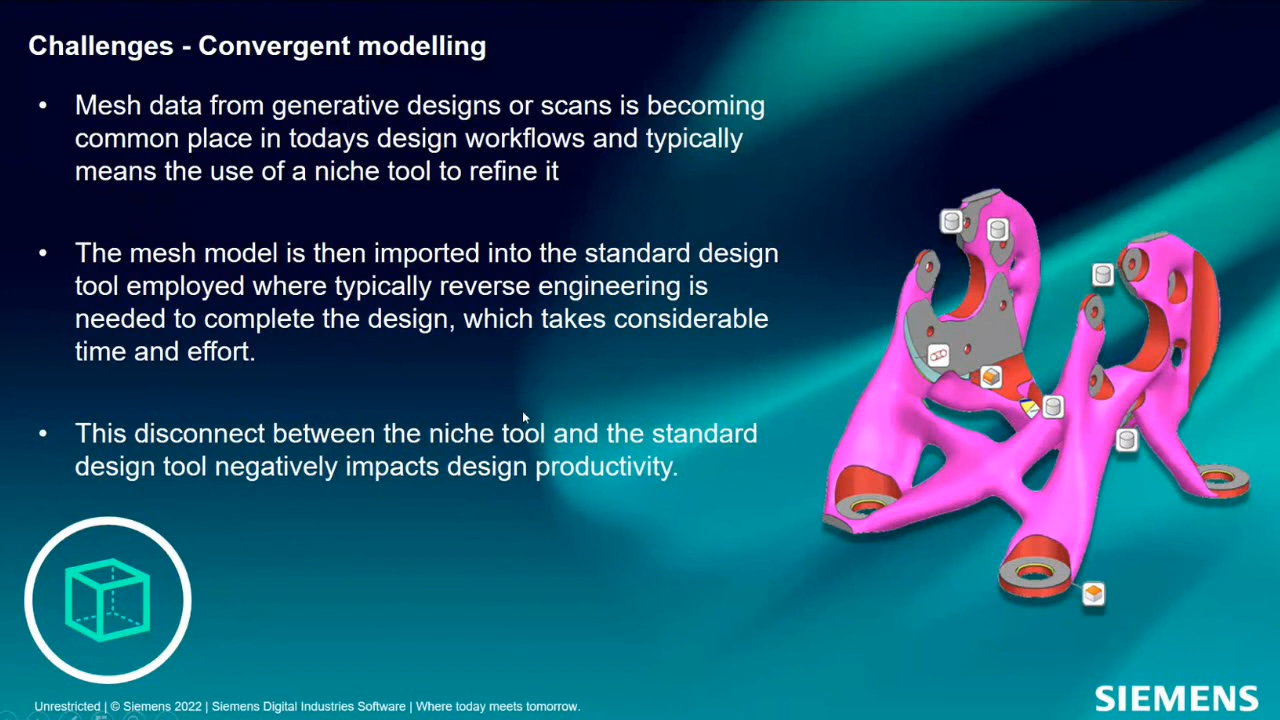 Challenges - Convergent modelling
• Mesh data from generative designs or scans is becoming
common place in todays design workflows and typically
means the use of a niche tool to refine it
• The mesh model is then imported into the standard design
tool employed where typically reverse engineering is
needed to complete the design, which takes considerable
time and effort.
• This disconnect between the niche tool and the standard
design tool negatively impacts design productivity.
Unrestricted | © Siemens 2022 | Siemens Digital Industries Software | Where today meets tomorrow.
SIEMENS